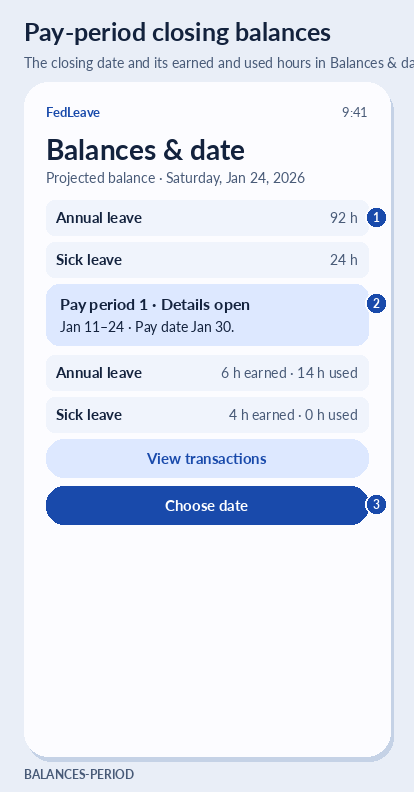 Pay-period closing balances
The closing date and its earned and used hours in Balances & da
FedLeave 9:41
Balances & date
Projected balance · Saturday, Jan 24, 2026
Annual leave 92 h 1
Sick leave 24 h
Pay period 1 · Details open 2
Jan 11–24 · Pay date Jan 30.
Annual leave 6 h earned · 14 h used
Sick leave 4 h earned · 0 h used
View transactions
Choose date 3
BALANCES-PERIOD